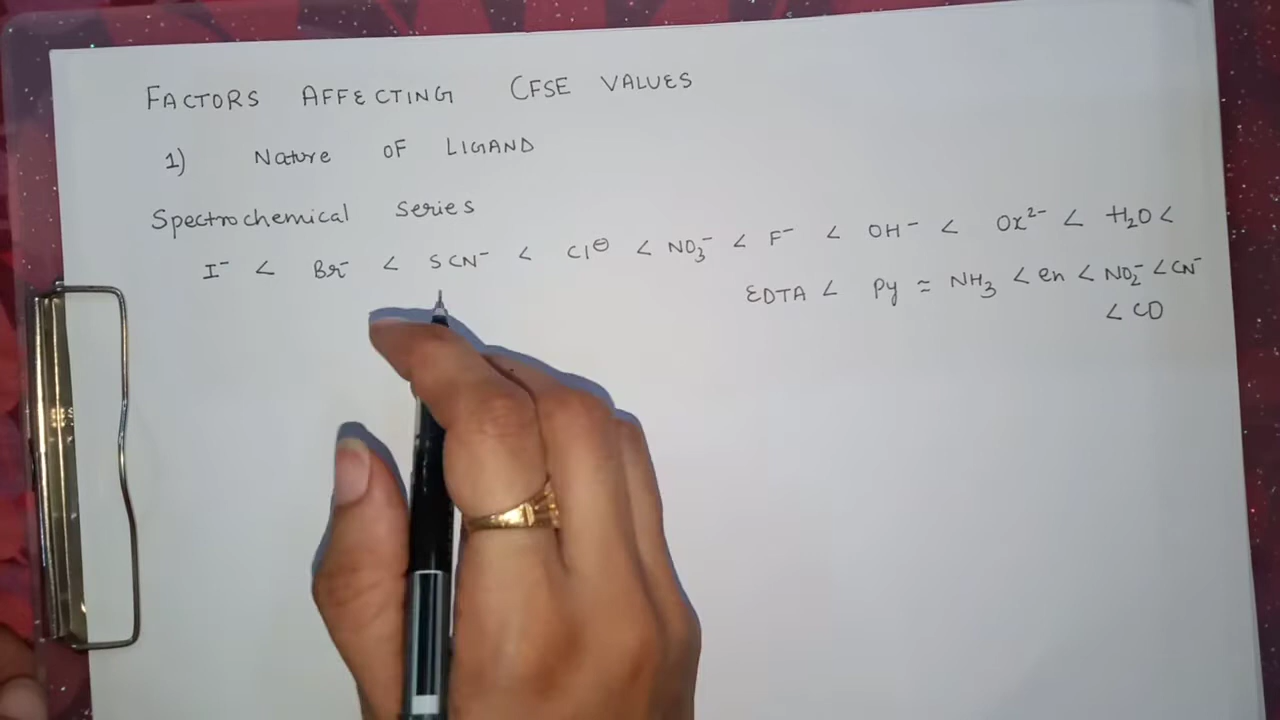 FACTORS AFFECTING CFSE VALUES
1) Nature OF LIGAND
Spectrochemical series
I⁻ < Br⁻ < SCN⁻ < Cl⊖ < NO₃⁻ < F⁻ < OH⁻ < Ox²⁻ < H₂O <
EDTA < Py ≈ NH₃ < en < NO₂⁻ < CN⁻
< CO